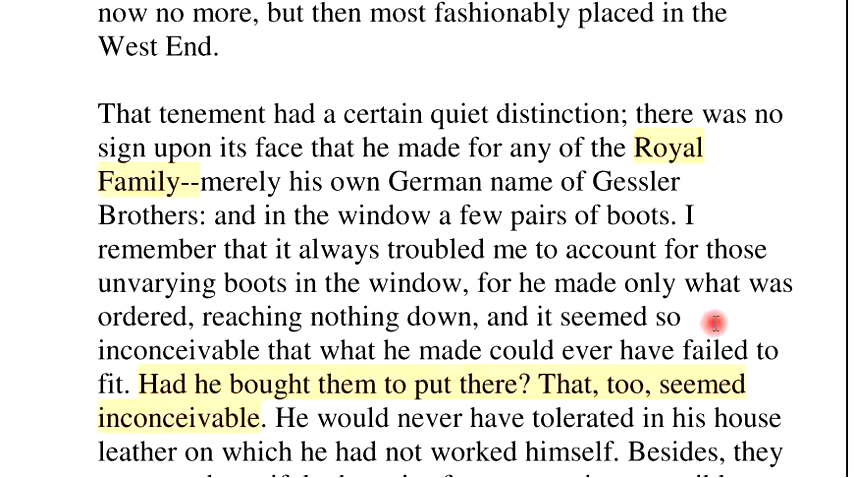 now no more, but then most fashionably placed in the
West End.
That tenement had a certain quiet distinction; there was no
sign upon its face that he made for any of the Royal
Family--merely his own German name of Gessler
Brothers: and in the window a few pairs of boots. I
remember that it always troubled me to account for those
unvarying boots in the window, for he made only what was
ordered, reaching nothing down, and it seemed so
inconceivable that what he made could ever have failed to
fit. Had he bought them to put there? That, too, seemed
inconceivable. He would never have tolerated in his house
leather on which he had not worked himself. Besides, they